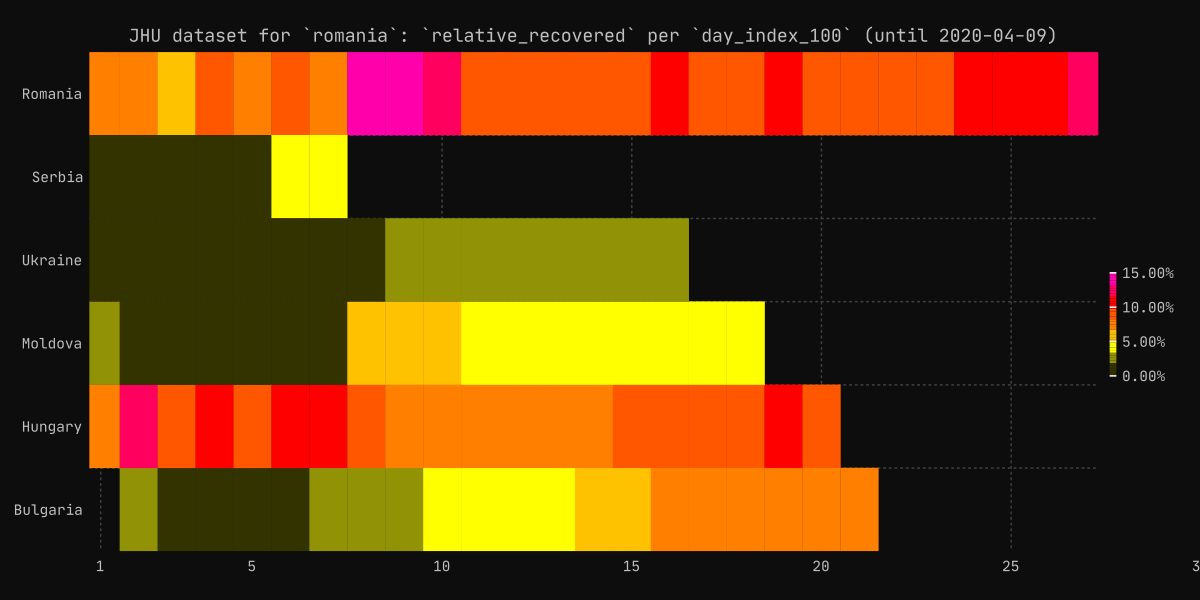 JHU dataset for `romania`: `relative_recovered` per `day_index_100` (until 2020-04-09)
Romania
Serbia
Ukraine
Moldova
Hungary
Bulgaria
15.00%
10.00%
5.00%
0.00%
1 5 10 15 20 25 3